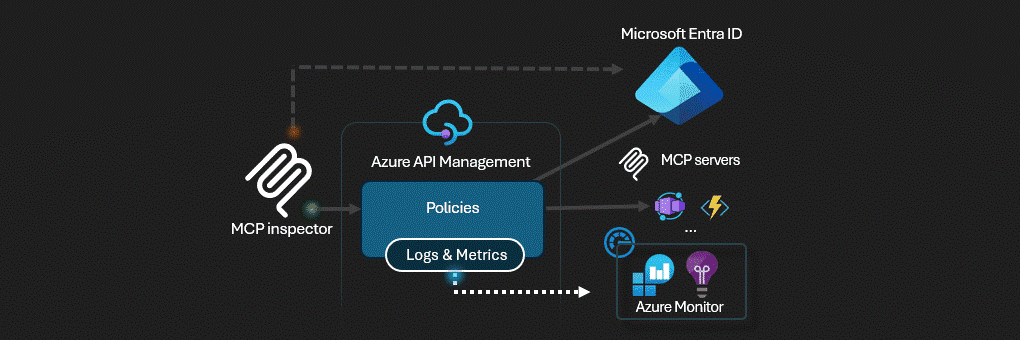 Microsoft Entra ID
Azure API Management
MCP servers
Policies
MCP inspector
...
Logs & Metrics
Azure Monitor